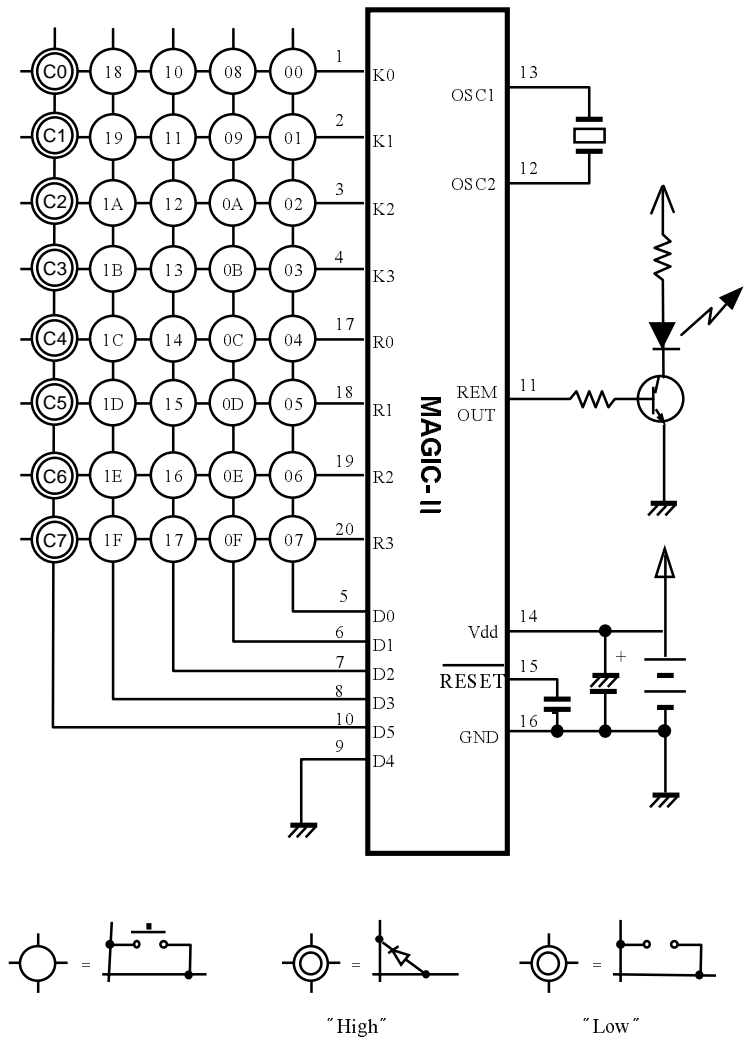 C0 18 10 08 00 1 K0
C1 19 11 09 01 2 K1
C2 1A 12 0A 02 3 K2
C3 1B 13 0B 03 4 K3
C4 1C 14 0C 04 17 R0
C5 1D 15 0D 05 18 R1
C6 1E 16 0E 06 19 R2
C7 1F 17 0F 07 20 R3
5 D0
6 D1
7 D2
8 D3
10 D5
9 D4
MAGIC-II
OSC1 13
OSC2 12
REM 11
OUT
Vdd 14
+
RESET 15
GND 16
=
=
=
"High"
"Low"